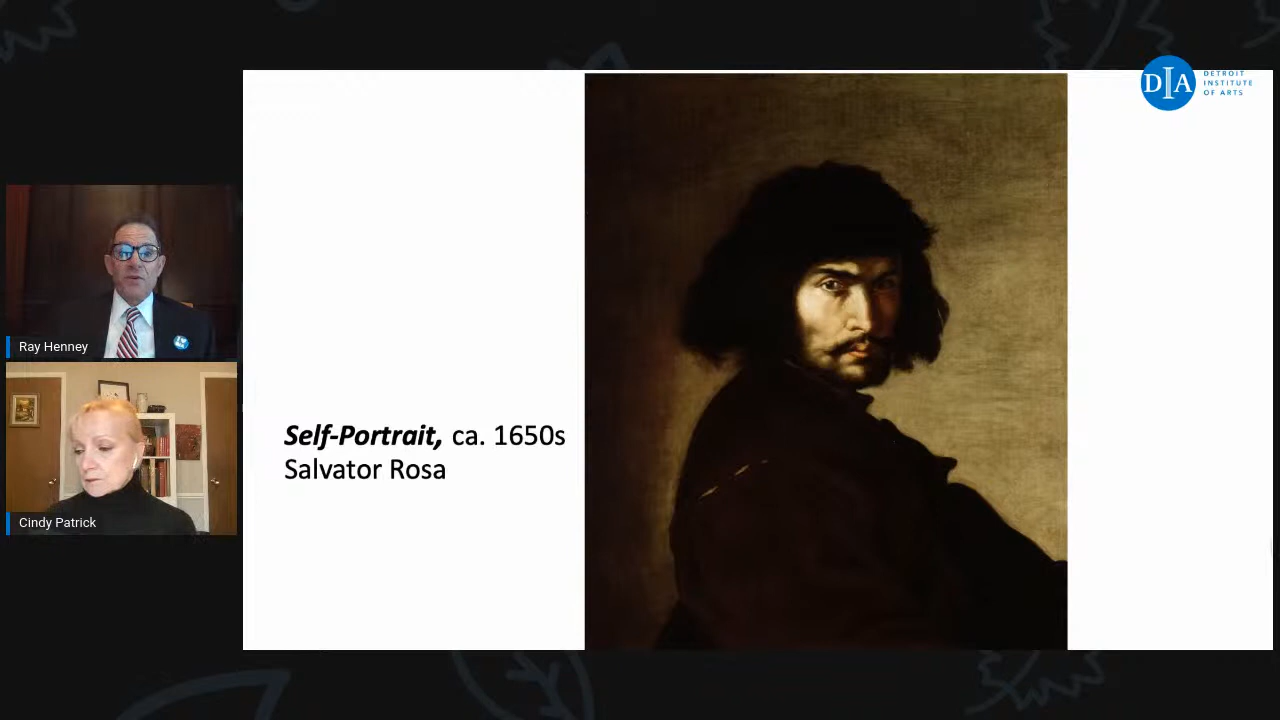 DIA
DETROIT
INSTITUTE
OF ARTS
Ray Henney
Self-Portrait, ca. 1650s
Salvator Rosa
Cindy Patrick